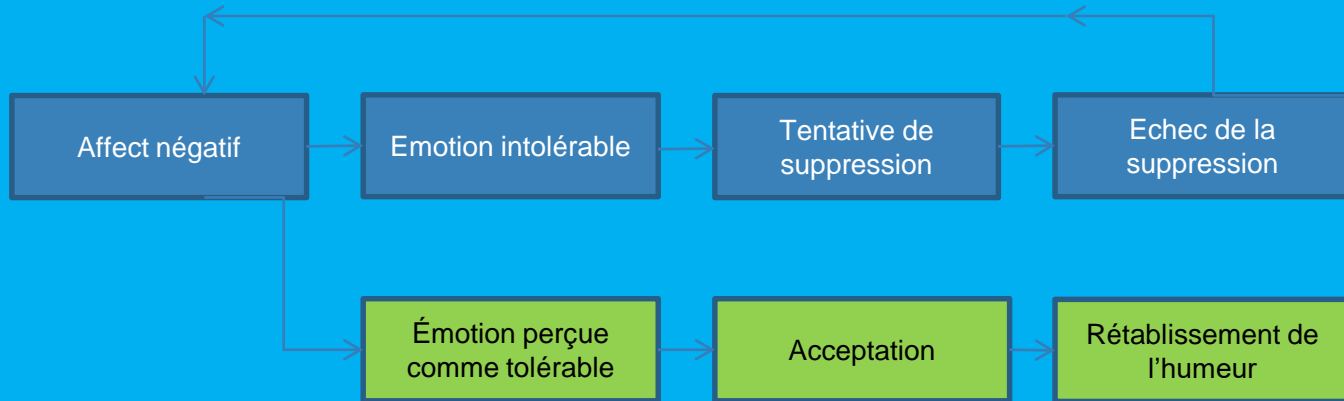 Affect négatif
Emotion intolérable
Tentative de
suppression
Echec de la
suppression
Émotion perçue
comme tolérable
Acceptation
Rétablissement de
l’humeur